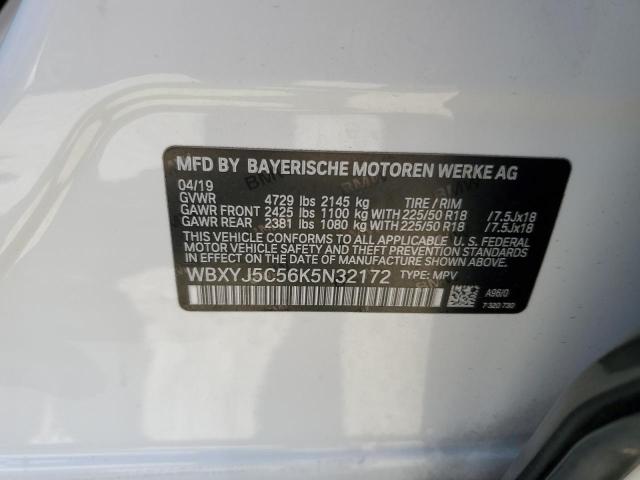 MFD BY BAYERISCHE MOTOREN WERKE AG
04/19
GVWR 4729 lbs 2145 kg TIRE / RIM
GAWR FRONT 2425 lbs 1100 kg WITH 225/50 R18 /7.5Jx18
GAWR REAR 2381 lbs 1080 kg WITH 225/50 R18 /7.5Jx18
THIS VEHICLE CONFORMS TO ALL APPLICABLE U.S. FEDERAL
MOTOR VEHICLE SAFETY, BUMPER, AND THEFT PREVENTION
STANDARDS IN EFFECT ON THE DATE OF MANUFACTURE SHOWN ABOVE.
WBXYJ5C56K5N32172 TYPE: MPV
A96/0
7 320 730